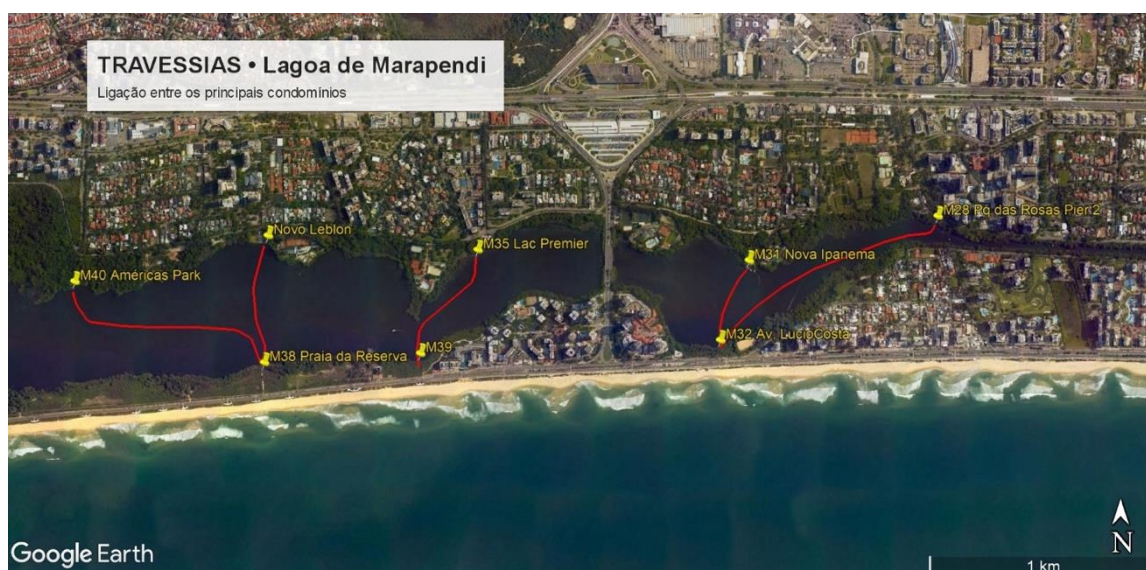 TRAVESSIAS • Lagoa de Marapendi
Ligação entre os principais condomínios
M28 Pq das Rosas Pier 2
Novo Leblon
M35 Lac Premier
M31 Nova Ipanema
M40 Américas Park
M32 Av. LucioCosta
M39
M38 Praia da Reserva
N
Google Earth
1 km